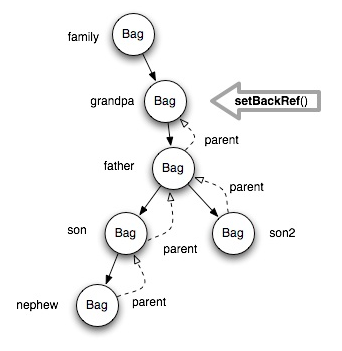 family
Bag
grandpa
Bag
setBackRef()
parent
father
Bag
parent
son
Bag
parent
Bag
son2
nephew
Bag
parent